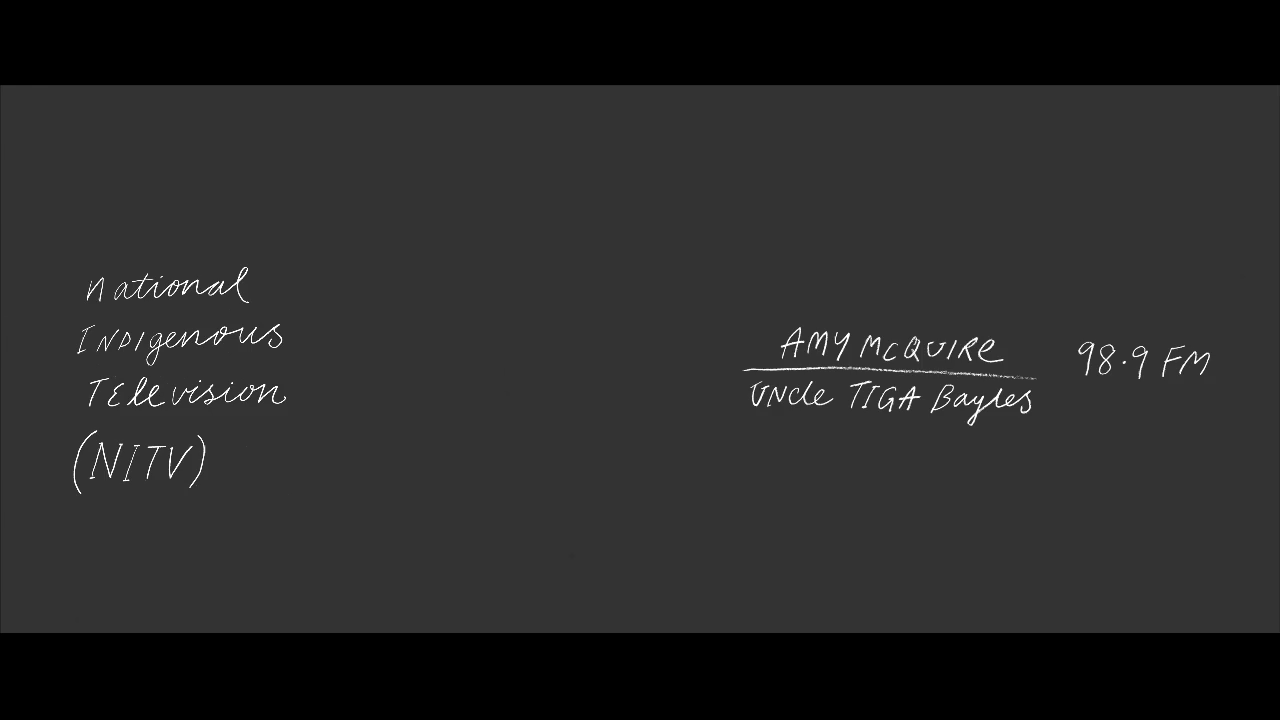 National
Indigenous
Television
(NITV)
AMY McQUIRE
Uncle TIGA Bayles
98.9 FM